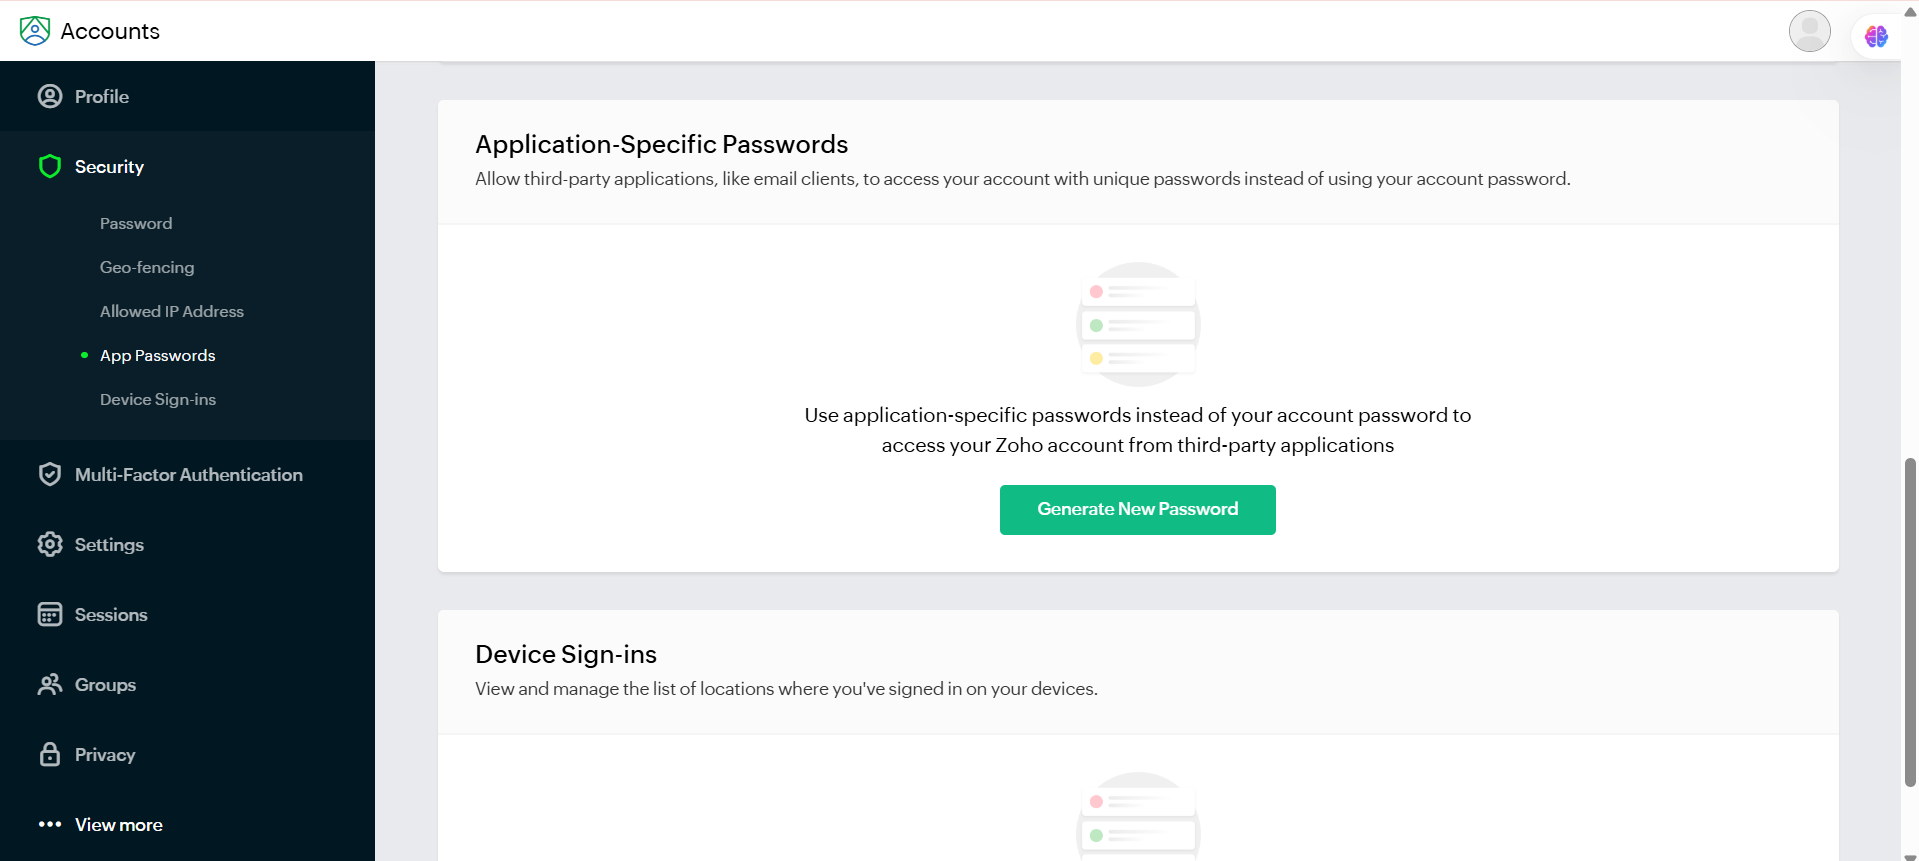 Accounts
Profile
Security
Password
Geo-fencing
Allowed IP Address
App Passwords
Device Sign-ins
Multi-Factor Authentication
Settings
Sessions
Groups
Privacy
View more
Application-Specific Passwords
Allow third-party applications, like email clients, to access your account with unique passwords instead of using your account password.
Use application-specific passwords instead of your account password to
access your Zoho account from third-party applications
Generate New Password
Device Sign-ins
View and manage the list of locations where you've signed in on your devices.